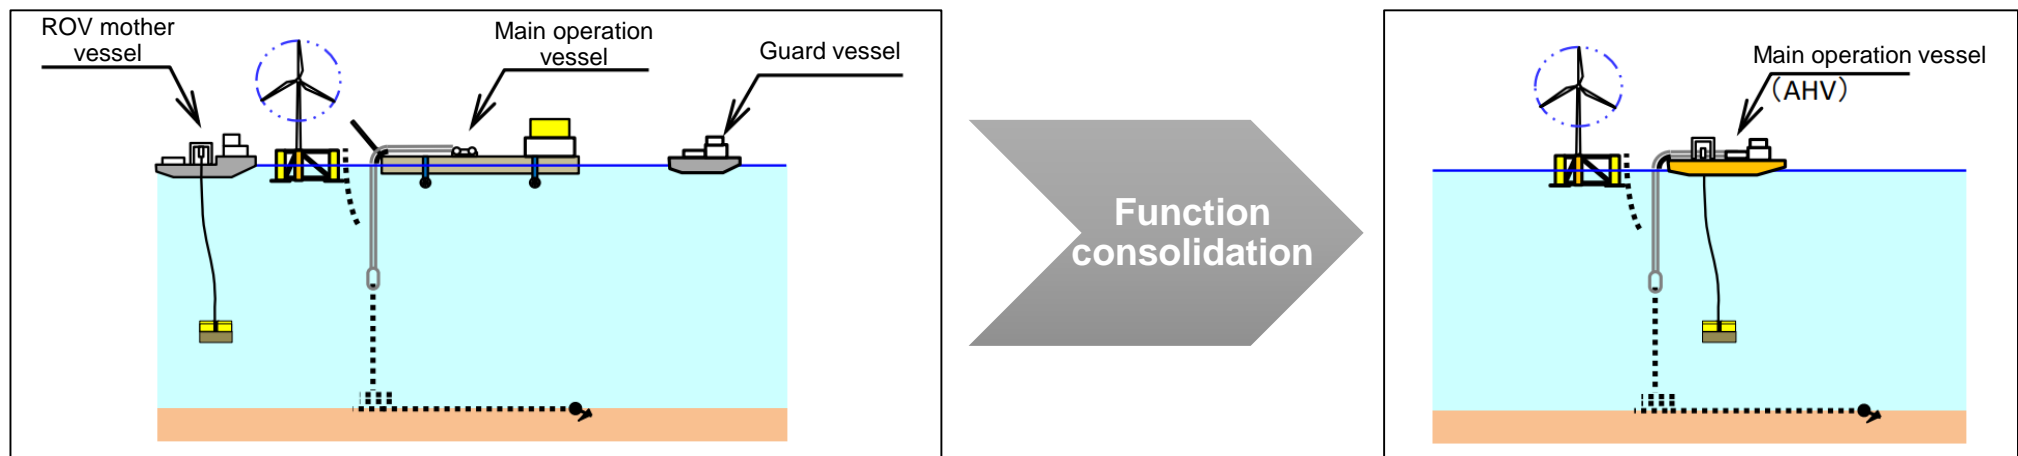 ROV mother
vessel
Main operation
vessel
Guard vessel
Function
consolidation
Main operation vessel
（AHV）